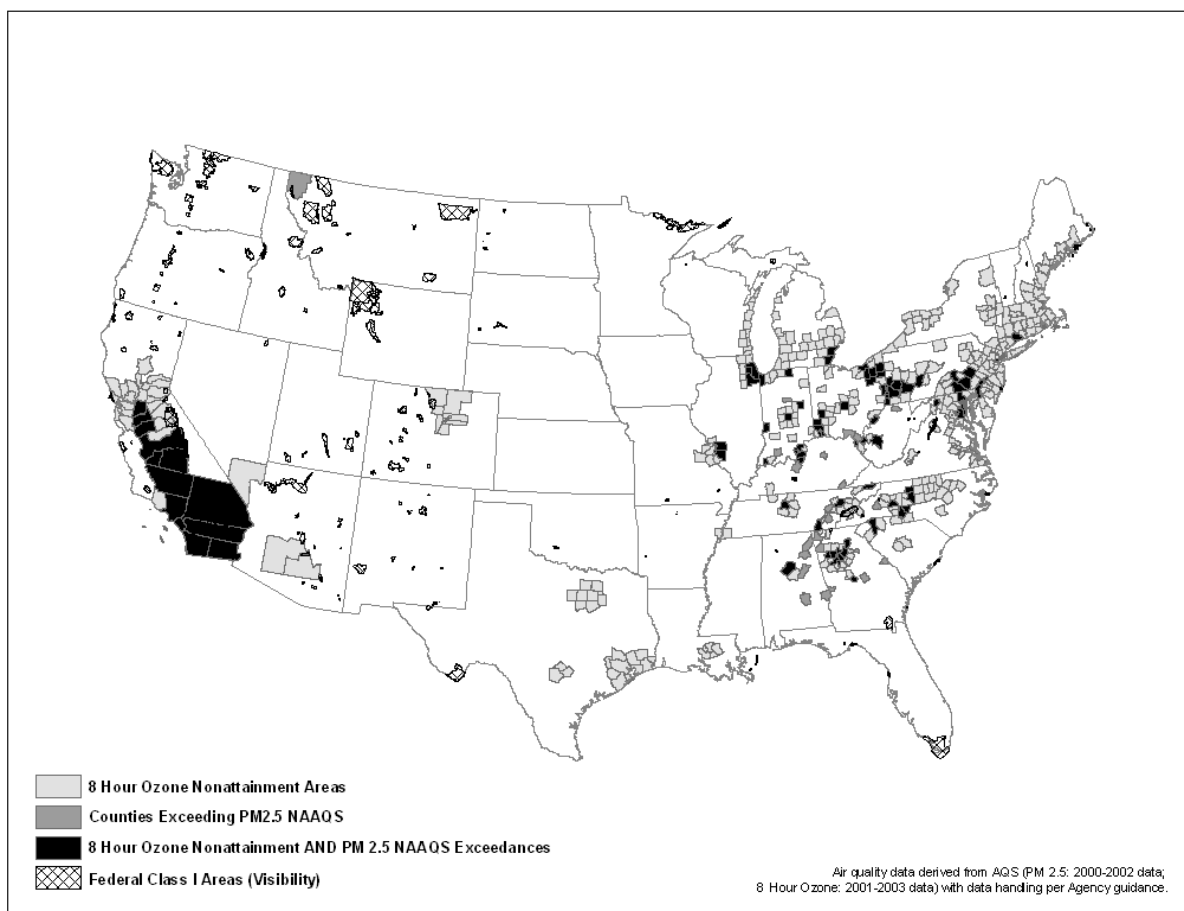 8 Hour Ozone Nonattainment Areas
Counties Exceeding PM2.5 NAAQS
8 Hour Ozone Nonattainment AND PM 2.5 NAAQS Exceedances
Federal Class I Areas (Visibility)
Air quality data derived from AQS (PM 2.5: 2000-2002 data;
8 Hour Ozone: 2001-2003 data) with data handling per Agency guidance.